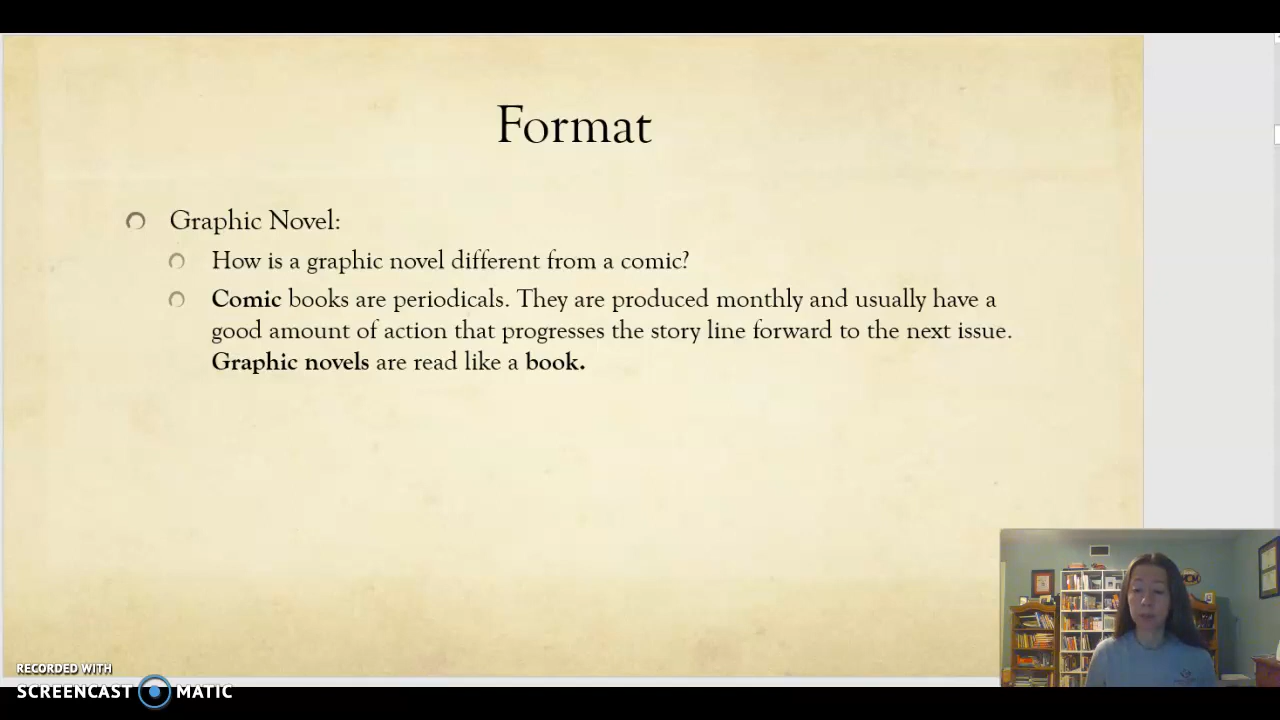 Format
Graphic Novel:
How is a graphic novel different from a comic?
Comic books are periodicals. They are produced monthly and usually have a
good amount of action that progresses the story line forward to the next issue.
Graphic novels are read like a book.
RECORDED WITH
SCREENCAST MATIC